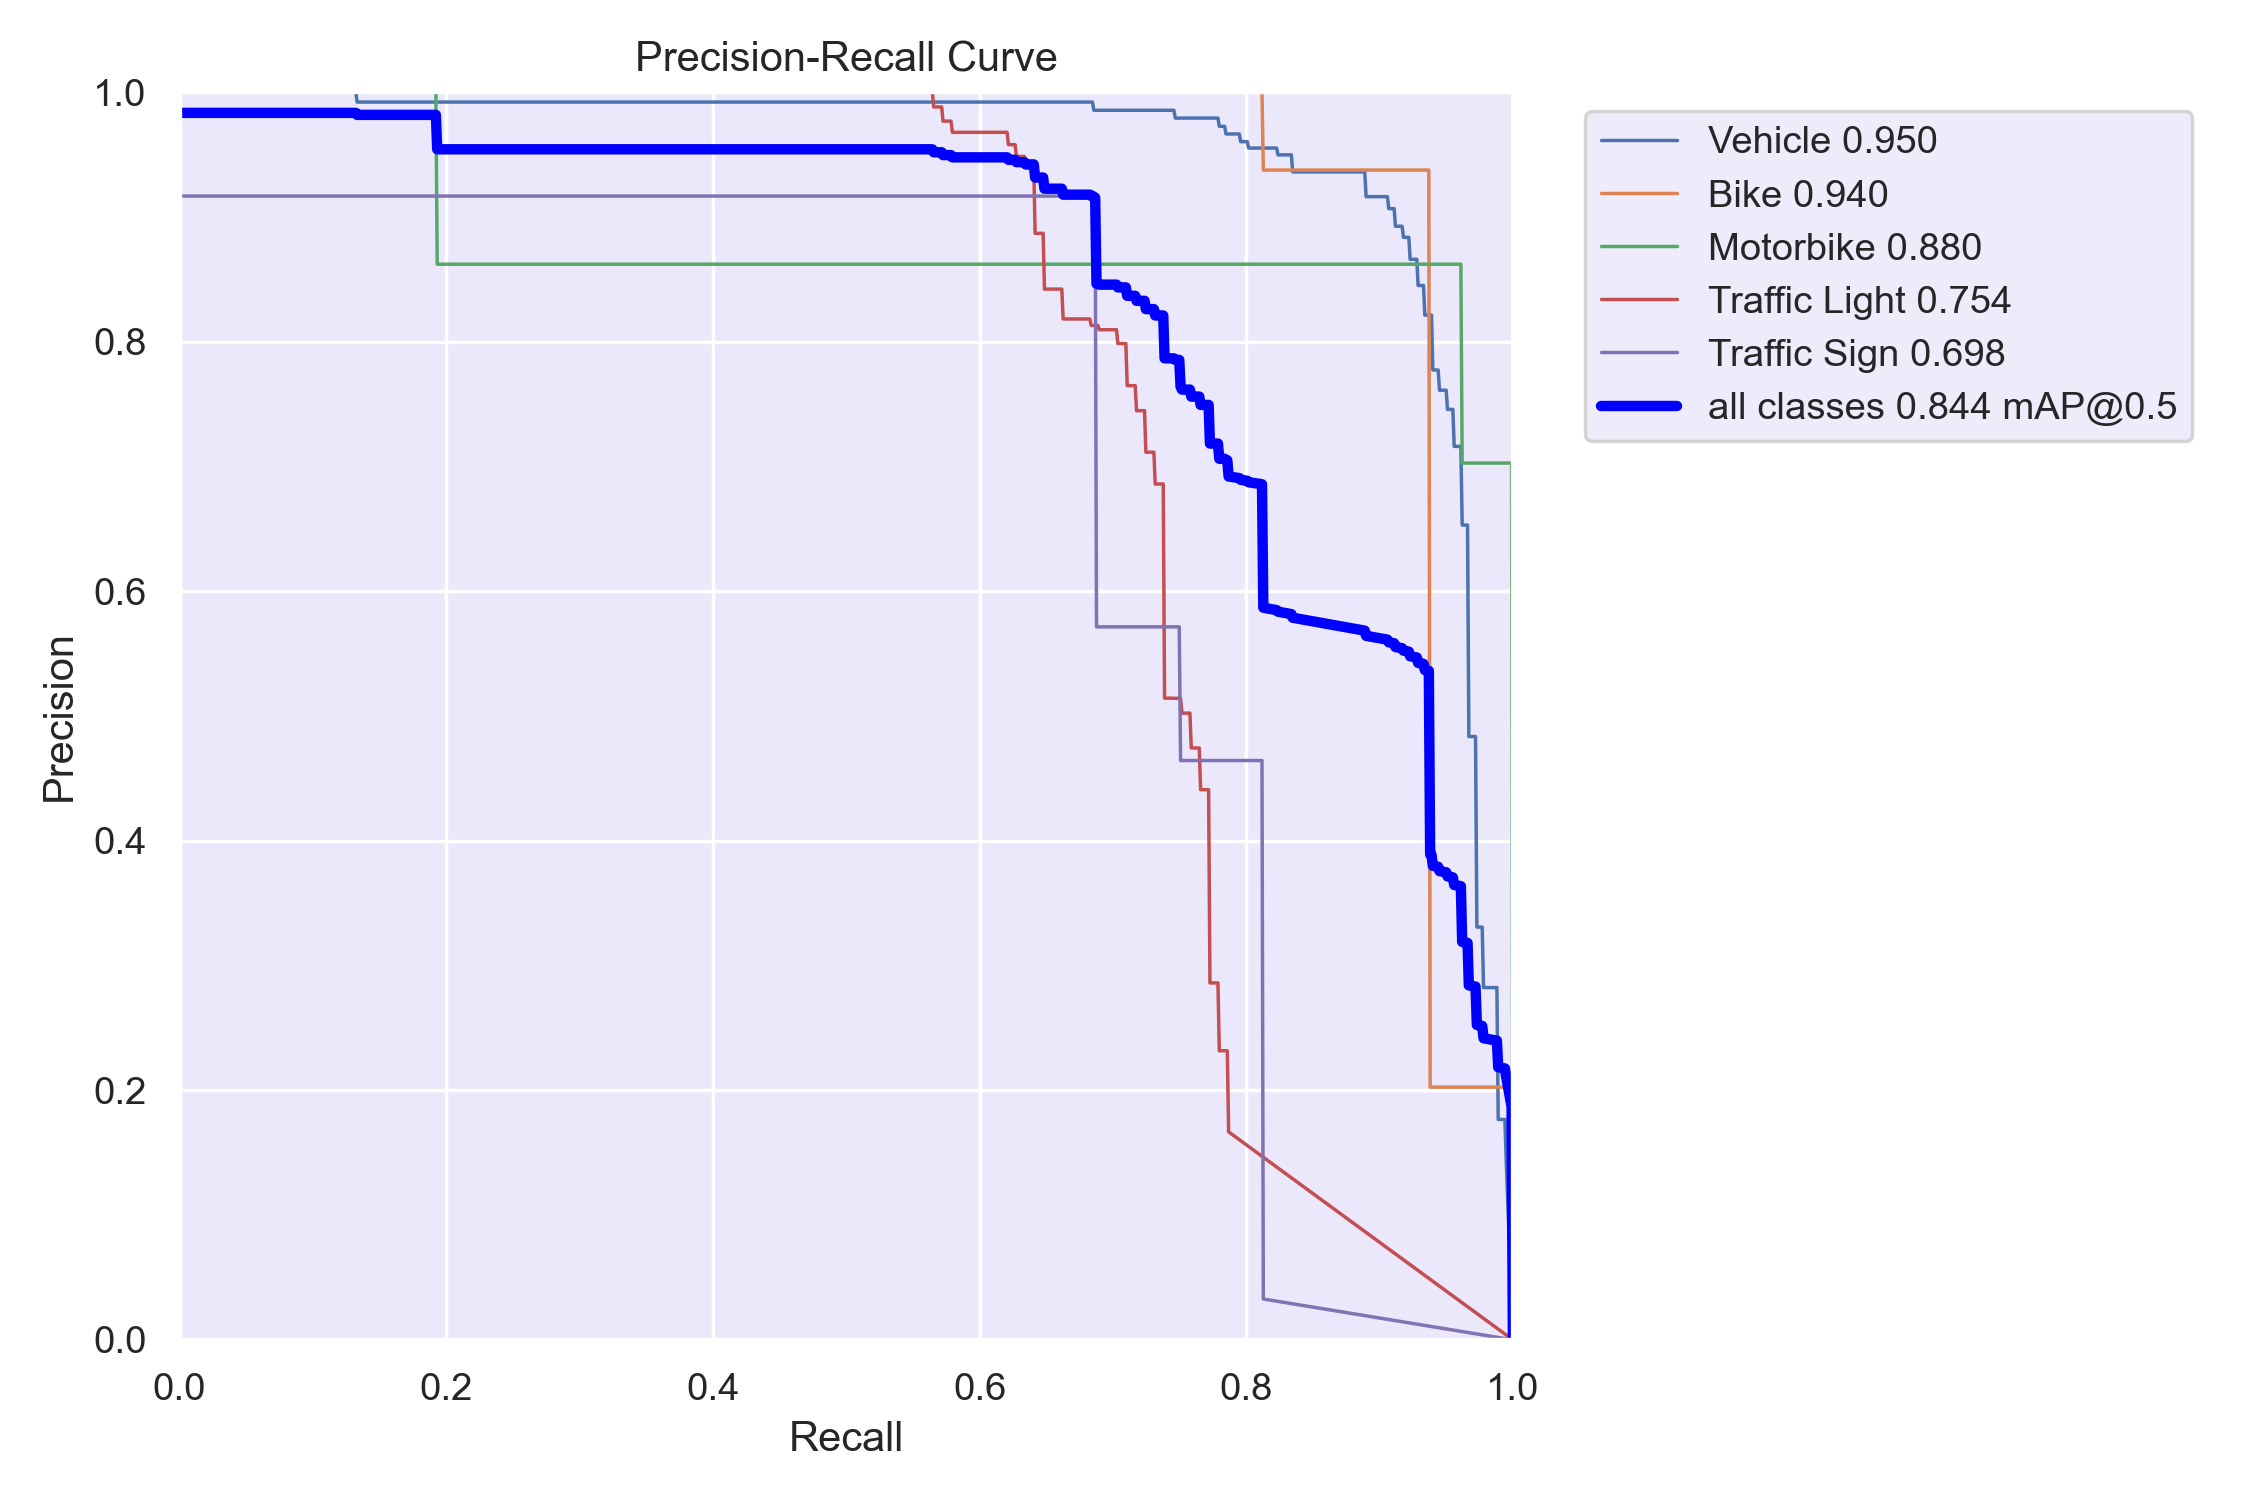 Precision-Recall Curve
1.0
0.8
0.6
0.4
0.2
0.0
Precision
0.0 0.2 0.4 0.6 0.8 1.0
Recall
Vehicle 0.950
Bike 0.940
Motorbike 0.880
Traffic Light 0.754
Traffic Sign 0.698
all classes 0.844 mAP@0.5